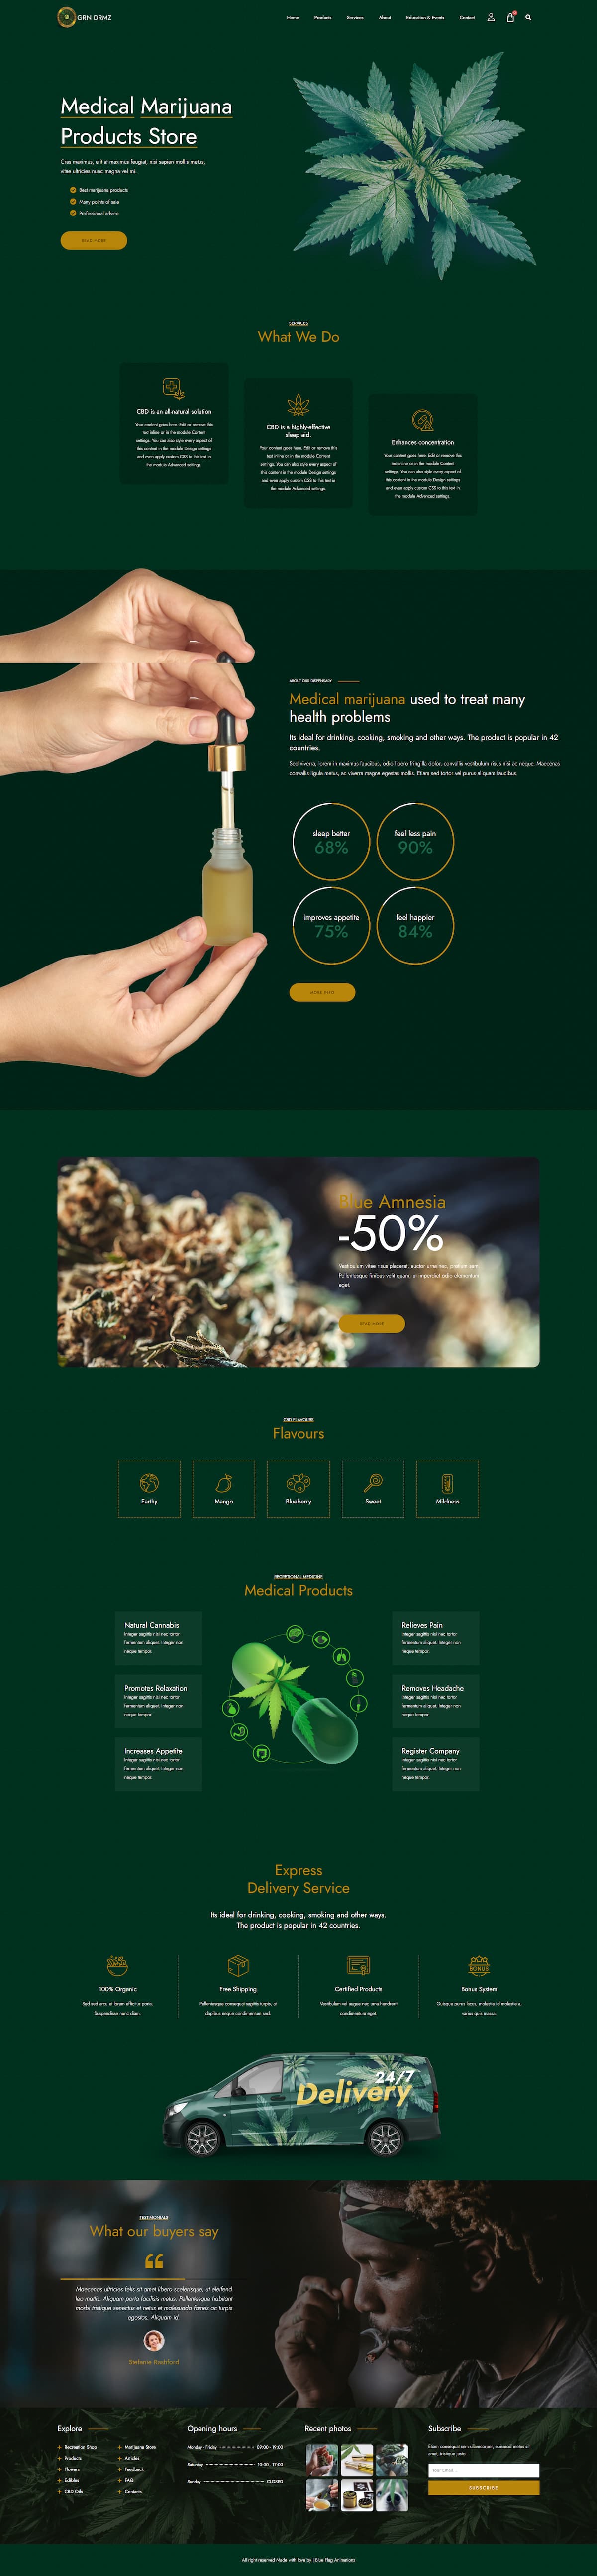 GRN DRMZ
Home Products Services About Education & Events Contact
Medical Marijuana
Products Store
Cras maximus, elit at maximus feugiat, nisi sapien mollis metus,
vitae ultricies nunc magna vel mi.
Best marijuana products
Many points of sale
Professional advice
READ MORE
SERVICES
What We Do
CBD is an all-natural solution
Your content goes here. Edit or remove this
text inline or in the module Content
settings. You can also style every aspect of
this content in the module Design settings
and even apply custom CSS to this text in
the module Advanced settings.
CBD is a highly-effective
sleep aid.
Your content goes here. Edit or remove this
text inline or in the module Content
settings. You can also style every aspect of
this content in the module Design settings
and even apply custom CSS to this text in
the module Advanced settings.
Enhances concentration
Your content goes here. Edit or remove this
text inline or in the module Content
settings. You can also style every aspect of
this content in the module Design settings
and even apply custom CSS to this text in
the module Advanced settings.
ABOUT OUR DISPENSARY
Medical marijuana used to treat many
health problems
Its ideal for drinking, cooking, smoking and other ways. The product is popular in 42
countries.
Sed viverra, lorem in maximus faucibus, odio libero fringilla dolor, convallis vestibulum risus nisi ac neque. Maecenas
convallis ligula metus, ac viverra magna egestas mollis. Etiam sed tortor vel purus aliquam faucibus.
sleep better
68%
feel less pain
90%
improves appetite
75%
feel happier
84%
MORE INFO
Blue Amnesia
-50%
Vestibulum vitae risus placerat, auctor urna nec, pretium sem.
Pellentesque finibus velit quam, ut imperdiet odio elementum
eget.
READ MORE
CBD FLAVOURS
Flavours
Earthy
Mango
Blueberry
Sweet
Mildness
RECRETIONAL MEDICINE
Medical Products
Natural Cannabis
Integer sagittis nisi nec tortor
fermentum aliquet. Integer non
neque tempor.
Promotes Relaxation
Integer sagittis nisi nec tortor
fermentum aliquet. Integer non
neque tempor.
Increases Appetite
Integer sagittis nisi nec tortor
fermentum aliquet. Integer non
neque tempor.
Relieves Pain
Integer sagittis nisi nec tortor
fermentum aliquet. Integer non
neque tempor.
Removes Headache
Integer sagittis nisi nec tortor
fermentum aliquet. Integer non
neque tempor.
Register Company
Integer sagittis nisi nec tortor
fermentum aliquet. Integer non
neque tempor.
Express
Delivery Service
Its ideal for drinking, cooking, smoking and other ways.
The product is popular in 42 countries.
100% Organic
Sed sed arcu at lorem efficitur porta.
Suspendisse nunc diam.
Free Shipping
Pellentesque consequat sagittis turpis, at
dapibus neque condimentum sed.
Certified Products
Vestibulum vel augue nec urna hendrerit
condimentum eget.
BONUS
Bonus System
Quisque purus lacus, molestie id molestie a,
varius quis massa.
24/7
Delivery
TESTIMONIALS
What our buyers say
Maecenas ultricies felis sit amet libero scelerisque, ut eleifend
leo mattis. Aliquam porta facilisis metus. Pellentesque habitant
morbi tristique senectus et netus et malesuada fames ac turpis
egestas. Aliquam id.
Stefanie Rashford
Explore
Recreation Shop
Products
Flowers
Edibles
CBD Oils
Marijuana Store
Articles
Feedback
FAQ
Contacts
Opening hours
Monday - Friday 09:00 - 19:00
Saturday 10:00 - 17:00
Sunday CLOSED
Recent photos
Subscribe
Etiam consequat sem ullamcorper, euismod metus sit
amet, tristique justo.
Your Email
SUBSCRIBE
All right reserved Made with love by | Blue Flag Animations